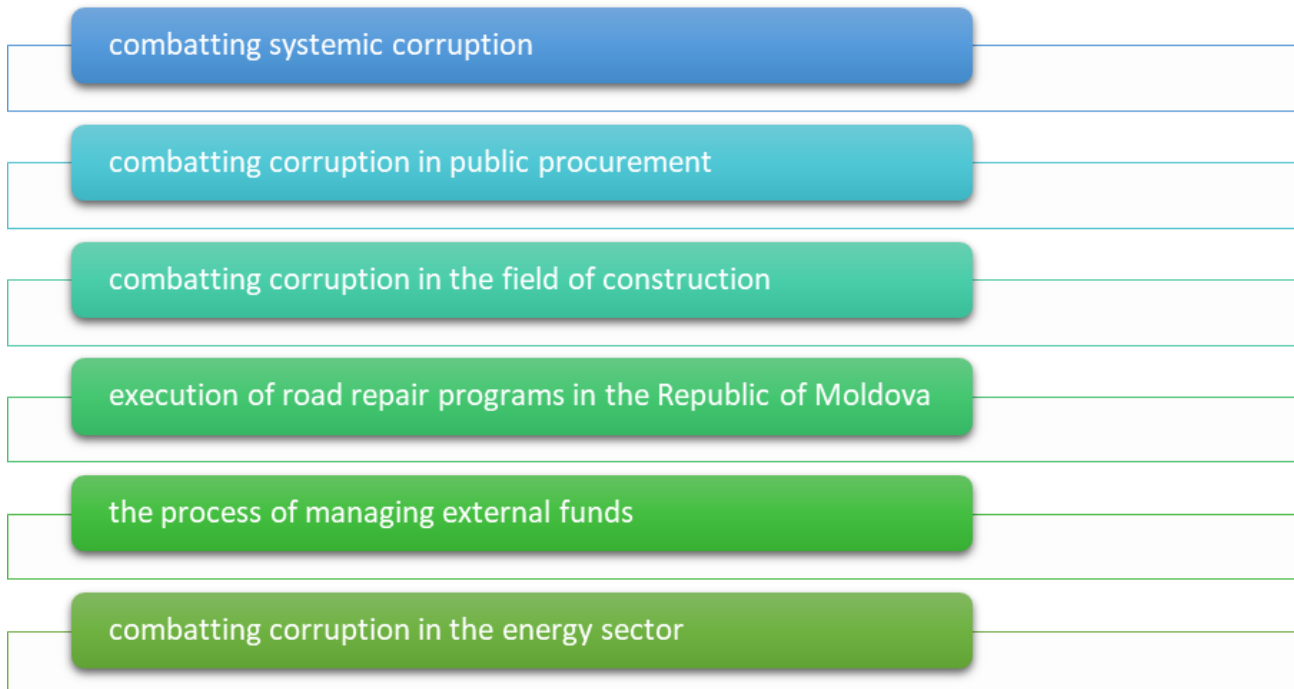 combatting systemic corruption
combatting corruption in public procurement
combatting corruption in the field of construction
execution of road repair programs in the Republic of Moldova
the process of managing external funds
combatting corruption in the energy sector